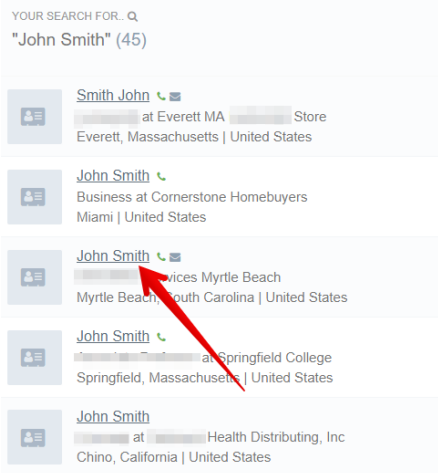 YOUR SEARCH FOR..
"John Smith" (45)
Smith John
at Everett MA Store
Everett, Massachusetts | United States
John Smith
Business at Cornerstone Homebuyers
Miami | United States
John Smith
vices Myrtle Beach
Myrtle Beach, South Carolina | United States
John Smith
at Springfield College
Springfield, Massachusetts | United States
John Smith
at Health Distributing, Inc
Chino, California | United States